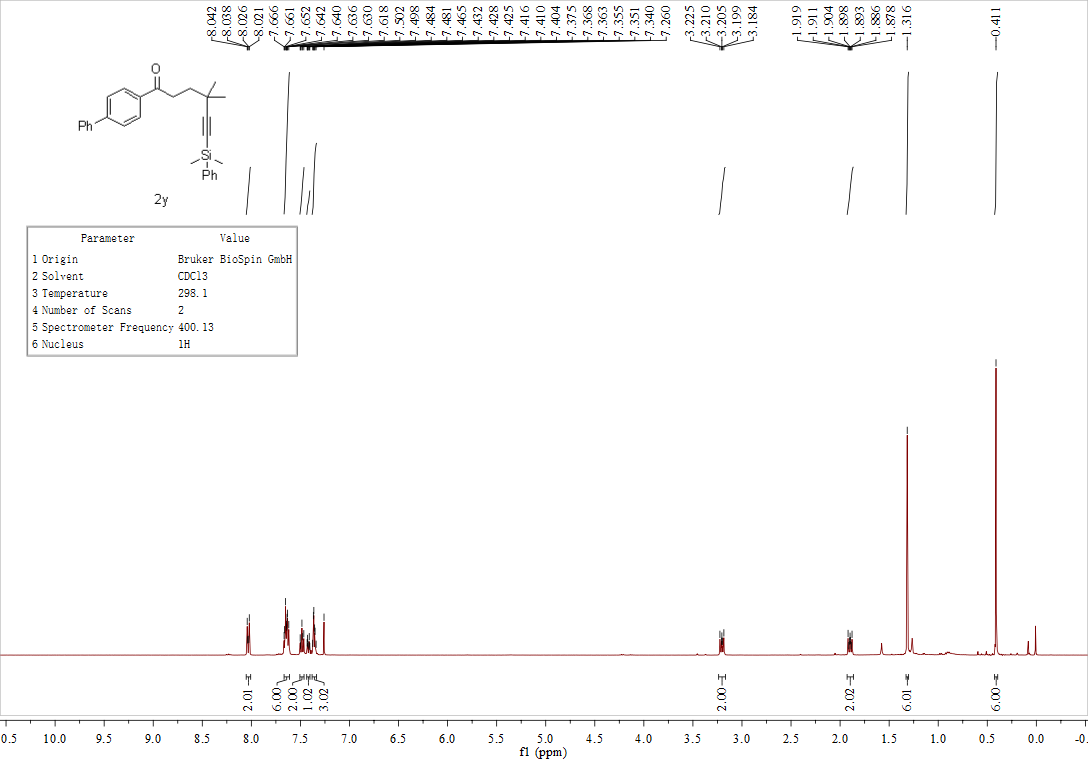 8.042
8.038
8.026
8.021
7.666
7.661
7.652
7.642
7.640
7.636
7.630
7.618
7.502
7.498
7.484
7.481
7.465
7.432
7.428
7.425
7.416
7.410
7.404
7.375
7.368
7.363
7.355
7.351
7.340
7.260
3.225
3.210
3.205
3.199
3.184
1.919
1.911
1.904
1.898
1.893
1.886
1.878
1.316
0.411
O
Ph
Si
Ph
2y
Parameter Value
1 Origin Bruker BioSpin GmbH
2 Solvent CDCl3
3 Temperature 298.1
4 Number of Scans 2
5 Spectrometer Frequency 400.13
6 Nucleus 1H
2.01 6.00 2.00 1.02 3.02 2.00 2.02 6.01 6.00
0.5 10.0 9.5 9.0 8.5 8.0 7.5 7.0 6.5 6.0 5.5 5.0 4.5 4.0 3.5 3.0 2.5 2.0 1.5 1.0 0.5 0.0 -0.
f1 (ppm)